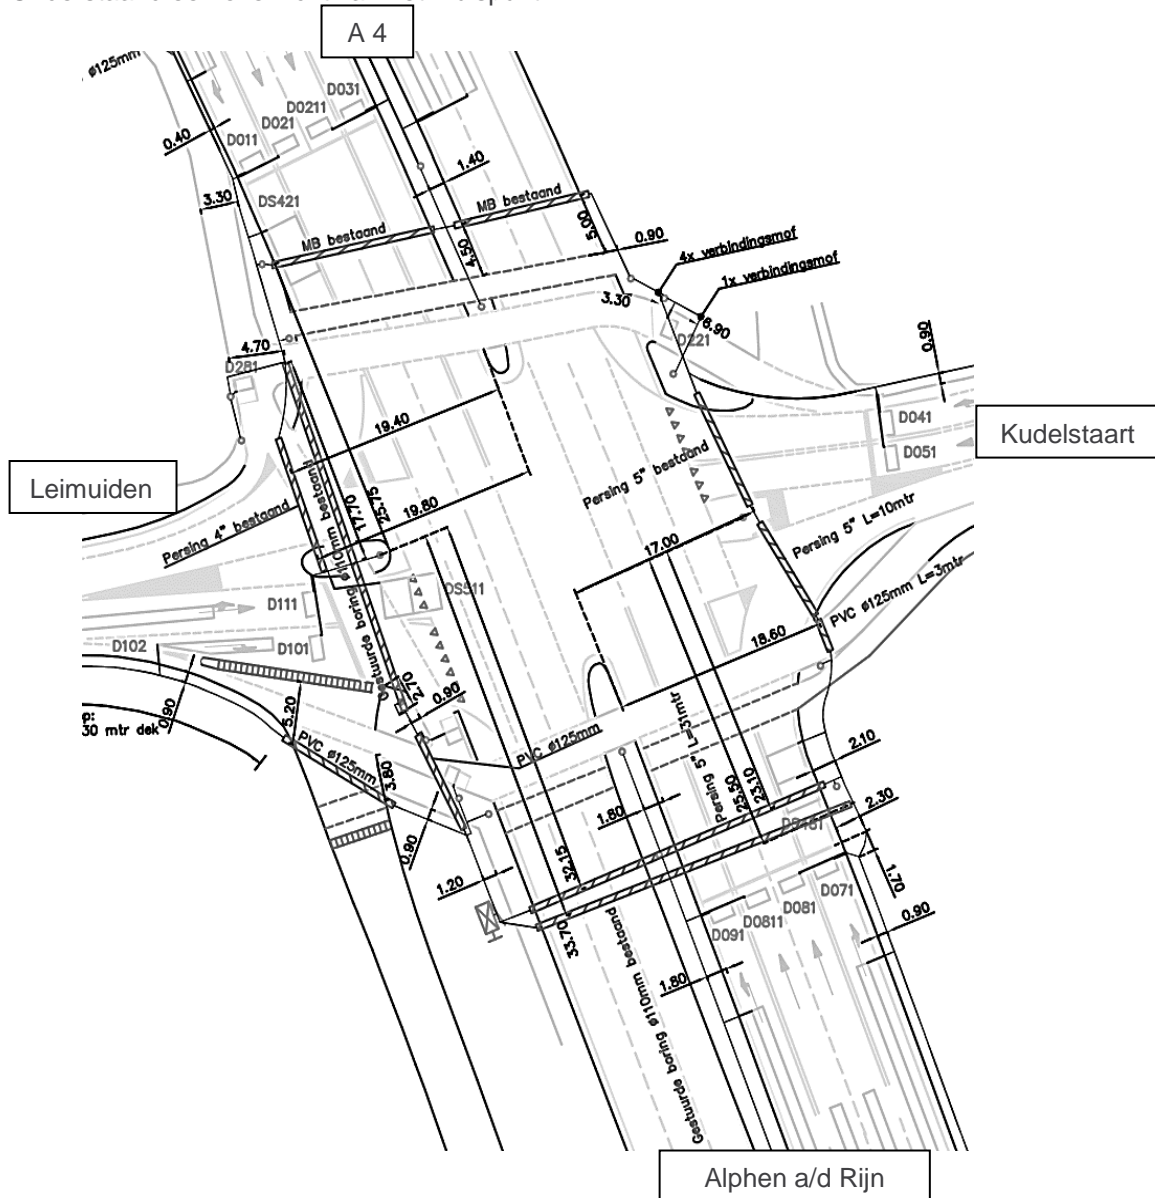 A 4
ø125mm
D031
D0211
D021
D011
0.40
1.40
3.30
DS421
MB bestaand
MB bestaand
4.50
5.00
0.90
4x verbindingsmof
1x verbindingsmof
3.30
6.90
D221
4.70
D281
0.90
D041
D051
Kudelstaart
Leimuiden
19.40
Persing 5" bestaand
Persing 4" bestaand
Gestuurde boring ø110mm bestaand
17.70
25.75
19.80
17.00
Persing 5" L=10mtr
PVC ø125mm L=3mtr
DS511
D111
D101
D102
18.60
2.70
0.90
0.90
5.20
p:
30 mtr dek
PVC ø125mm
PVC ø125mm
3.80
0.90
Persing 5" L=31mtr
25.50
23.10
2.10
1.80
2.30
DS481
1.20
32.15
33.70
1.70
D071
D081
D0811
D091
0.90
1.80
Gestuurde boring ø110mm bestaand
Alphen a/d Rijn